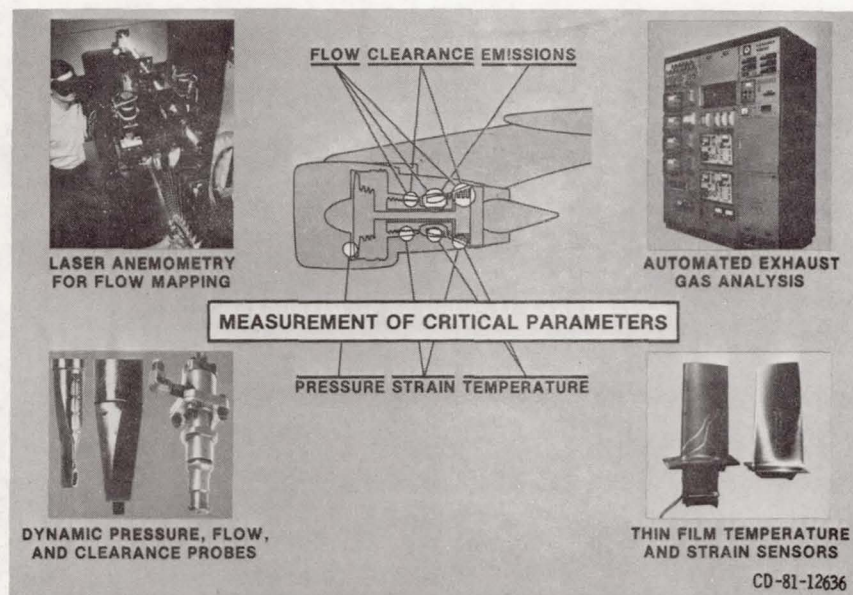 FLOW CLEARANCE EMISSIONS
LASER ANEMOMETRY
FOR FLOW MAPPING
AUTOMATED EXHAUST
GAS ANALYSIS
MEASUREMENT OF CRITICAL PARAMETERS
PRESSURE STRAIN TEMPERATURE
DYNAMIC PRESSURE, FLOW,
AND CLEARANCE PROBES
THIN FILM TEMPERATURE
AND STRAIN SENSORS
CD-81-12636